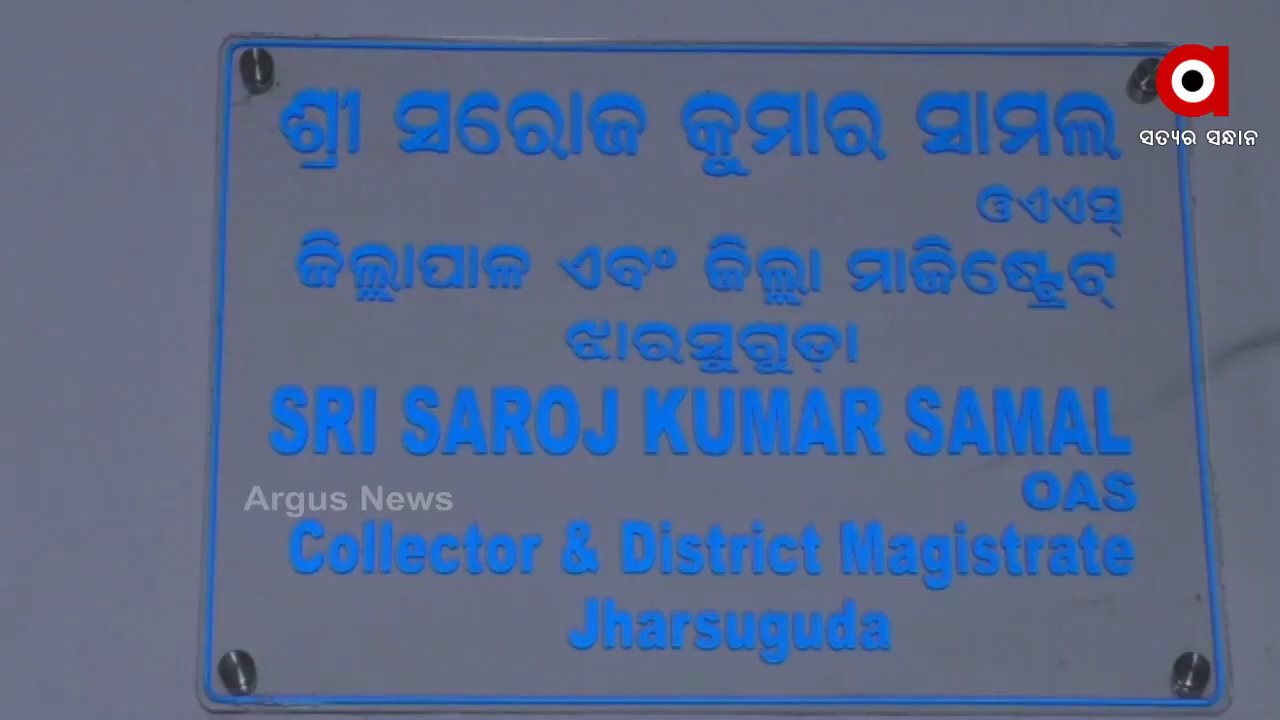 ଶ୍ରୀ ସରୋଜ କୁମାର ସାମଲ
ଓଏଏସ୍
ଜିଲ୍ଲାପାଳ ଏବଂ ଜିଲ୍ଲା ମାଜିଷ୍ଟ୍ରେଟ୍
ଝାରସୁଗୁଡ଼ା
SRI SAROJ KUMAR SAMAL
OAS
Collector & District Magistrate
Jharsuguda
Argus News
ସତ୍ୟର ସନ୍ଧାନ